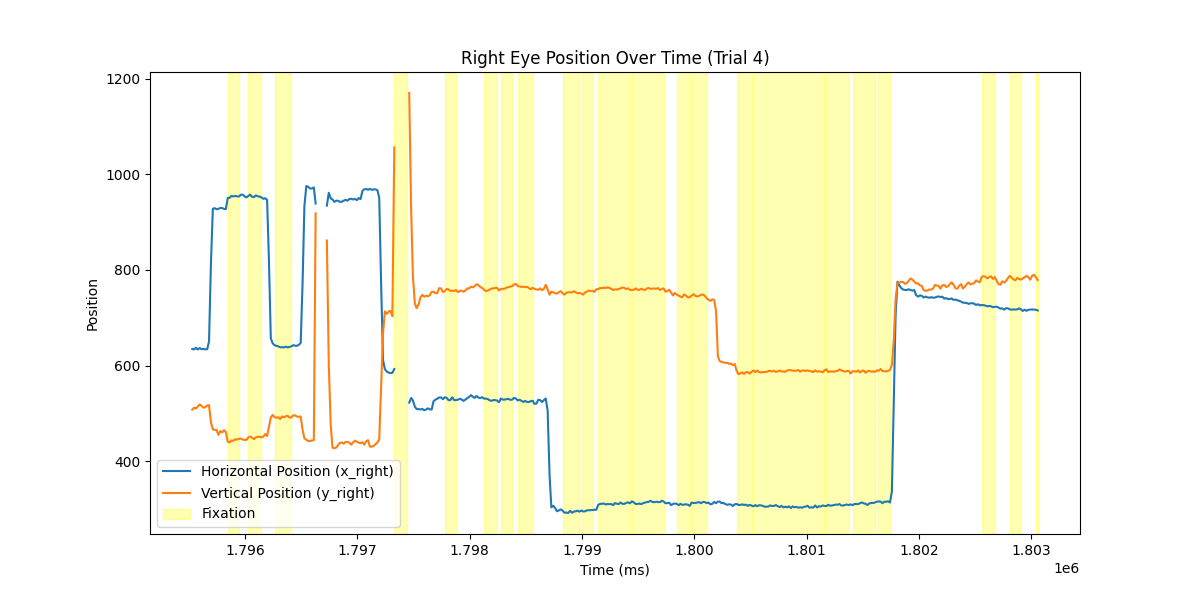 Right Eye Position Over Time (Trial 4)
1200
1000
800
600
400
Position
Horizontal Position (x_right)
Vertical Position (y_right)
Fixation
1.796 1.797 1.798 1.799 1.800 1.801 1.802 1.803
Time (ms)
1e6